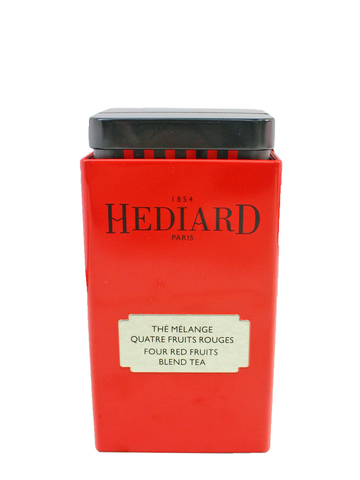 1854
HEDIARD
PARIS
THÉ MÉLANGE
QUATRE FRUITS ROUGES
FOUR RED FRUITS
BLEND TEA